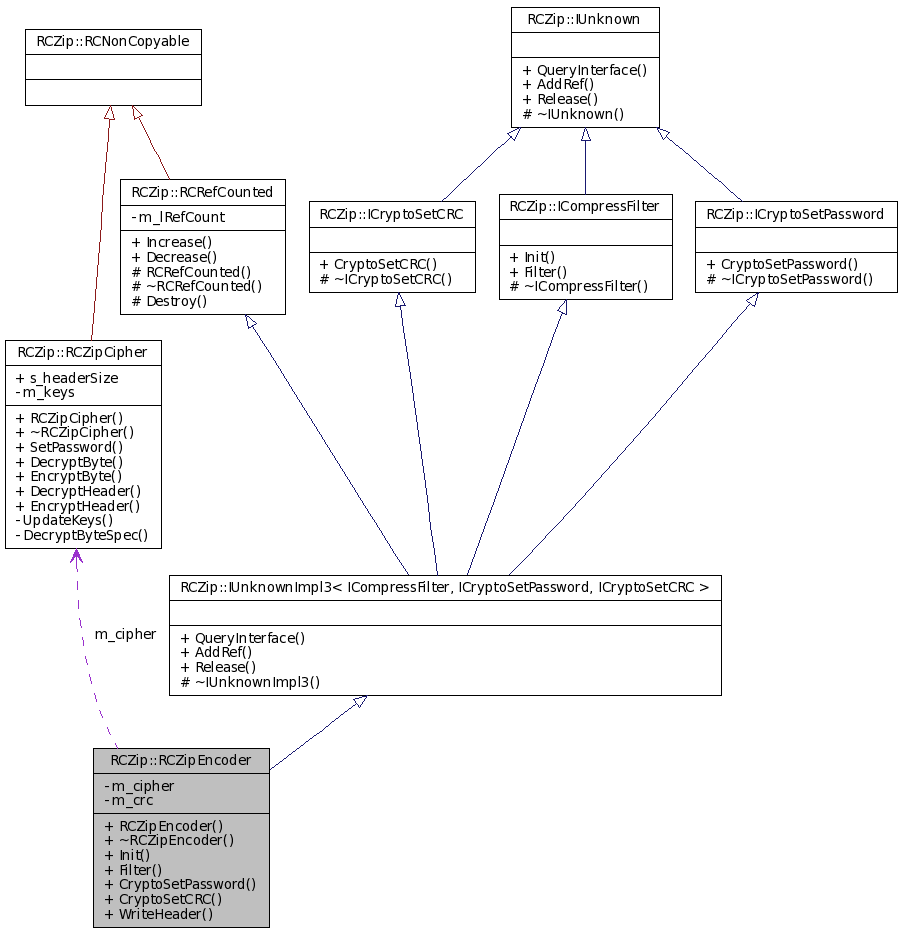 RCZip::IUnknown
+ QueryInterface()
+ AddRef()
+ Release()
# ~IUnknown()
RCZip::RCNonCopyable
RCZip::RCRefCounted
- m_lRefCount
+ Increase()
+ Decrease()
# RCRefCounted()
# ~RCRefCounted()
# Destroy()
RCZip::ICryptoSetCRC
+ CryptoSetCRC()
# ~ICryptoSetCRC()
RCZip::ICompressFilter
+ Init()
+ Filter()
# ~ICompressFilter()
RCZip::ICryptoSetPassword
+ CryptoSetPassword()
# ~ICryptoSetPassword()
RCZip::RCZipCipher
+ s_headerSize
- m_keys
+ RCZipCipher()
+ ~RCZipCipher()
+ SetPassword()
+ DecryptByte()
+ EncryptByte()
+ DecryptHeader()
+ EncryptHeader()
- UpdateKeys()
- DecryptByteSpec()
RCZip::IUnknownImpl3< ICompressFilter, ICryptoSetPassword, ICryptoSetCRC >
+ QueryInterface()
+ AddRef()
+ Release()
# ~IUnknownImpl3()
m_cipher
RCZip::RCZipEncoder
- m_cipher
- m_crc
+ RCZipEncoder()
+ ~RCZipEncoder()
+ Init()
+ Filter()
+ CryptoSetPassword()
+ CryptoSetCRC()
+ WriteHeader()